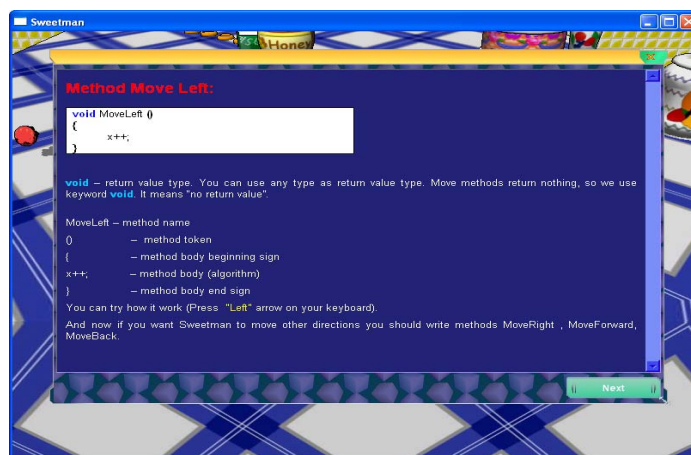 Sweetman
Honey
Method Move Left:
void MoveLeft ()
{
x++;
}
void – return value type. You can use any type as return value type. Move methods return nothing, so we use
keyword void. It means "no return value".
MoveLeft – method name
() – method token
{ – method body beginning sign
x++; – method body (algorithm)
} – method body end sign
You can try how it work (Press "Left" arrow on your keyboard).
And now if you want Sweetman to move other directions you should write methods MoveRight , MoveForward,
MoveBack.
Next